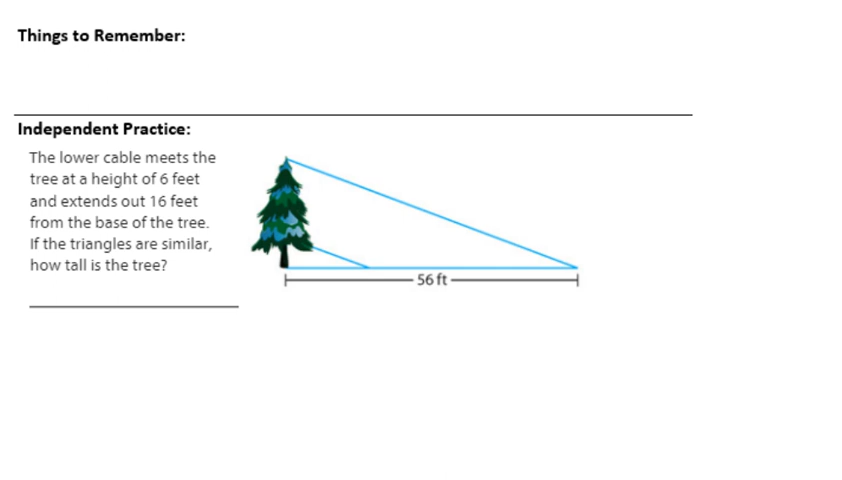 Things to Remember:
Independent Practice:
The lower cable meets the
tree at a height of 6 feet
and extends out 16 feet
from the base of the tree.
If the triangles are similar,
how tall is the tree?
56 ft